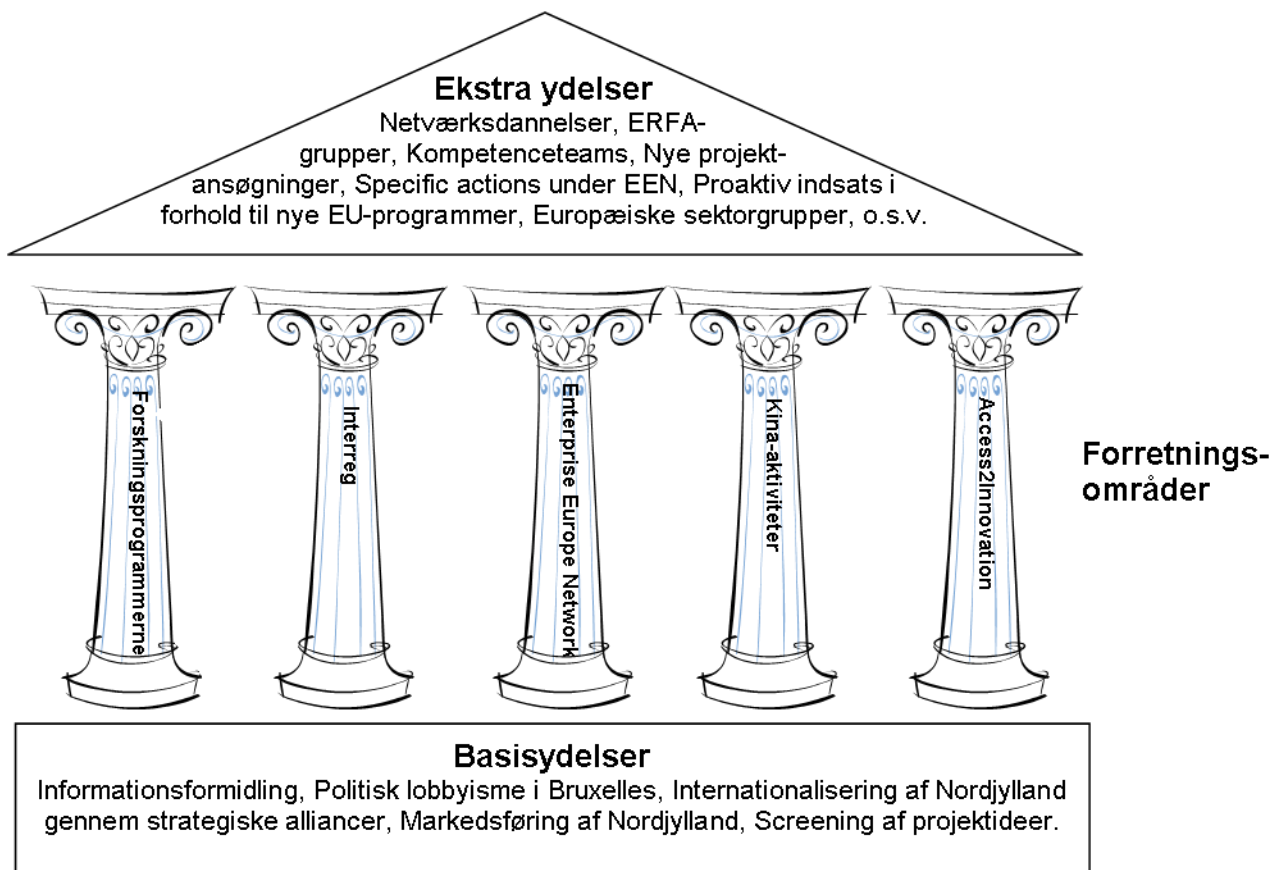 Ekstra ydelser
Netværksdannelser, ERFA-
grupper, Kompetenceteams, Nye projekt-
ansøgninger, Specific actions under EEN, Proaktiv indsats i
forhold til nye EU-programmer, Europæiske sektorgrupper, o.s.v.
Forskningsprogrammerne
Interreg
Enterprise Europe Network
Kina-aktiviteter
Access2Innovation
Forretnings-
områder
Basisydelser
Informationsformidling, Politisk lobbyisme i Bruxelles, Internationalisering af Nordjylland
gennem strategiske alliancer, Markedsføring af Nordjylland, Screening af projektideer.